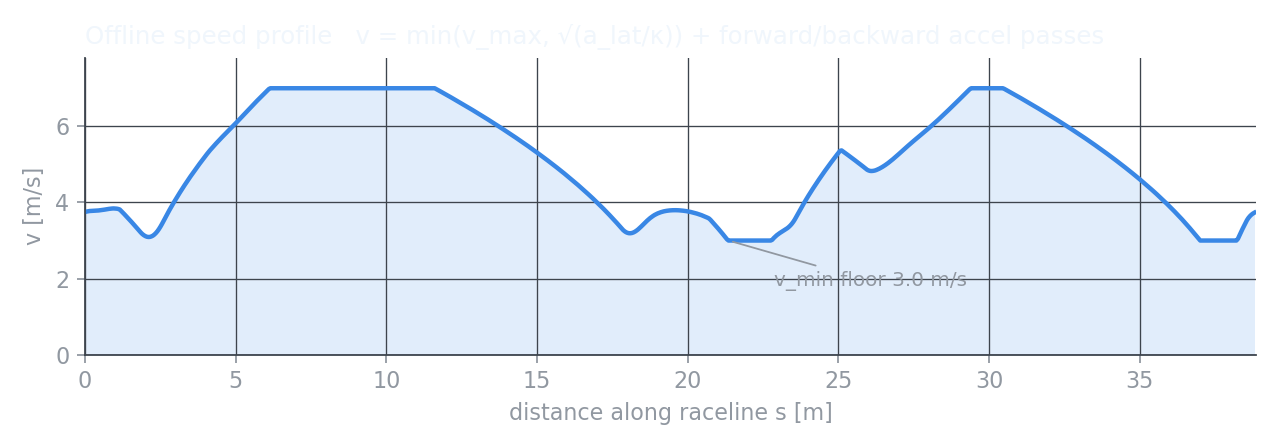 Offline speed profile   v = min(v_max, √(a_lat/κ)) + forward/backward accel passes
v [m/s]
6
4
2
0
v_min floor 3.0 m/s
0 5 10 15 20 25 30 35
distance along raceline s [m]